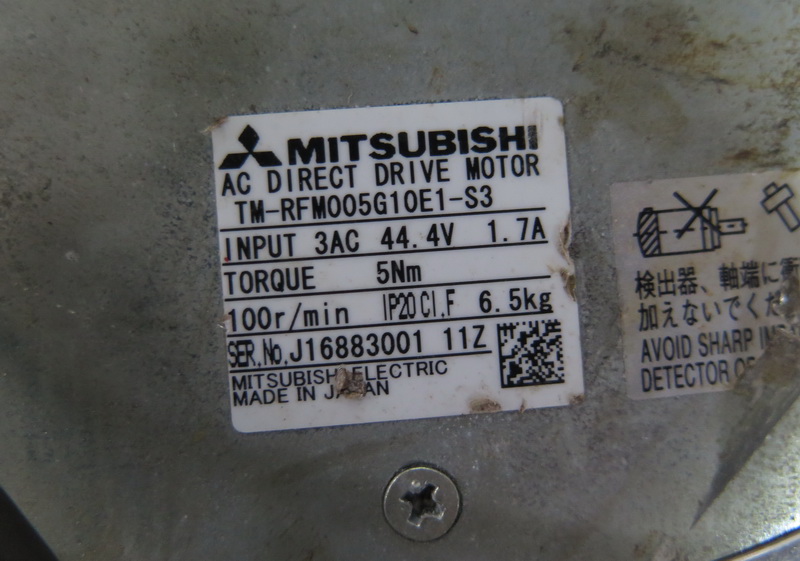 MITSUBISHI
AC DIRECT DRIVE MOTOR
TM-RFM005G10E1-S3
INPUT 3AC 44.4V 1.7A
TORQUE 5Nm
100r/min IP20 CI.F 6.5kg
SER.No.J16883001 11Z
MITSUBISHI ELECTRIC
MADE IN JAPAN
検出器、軸端に衝
加えないでくだ
AVOID SHARP
DETECTOR